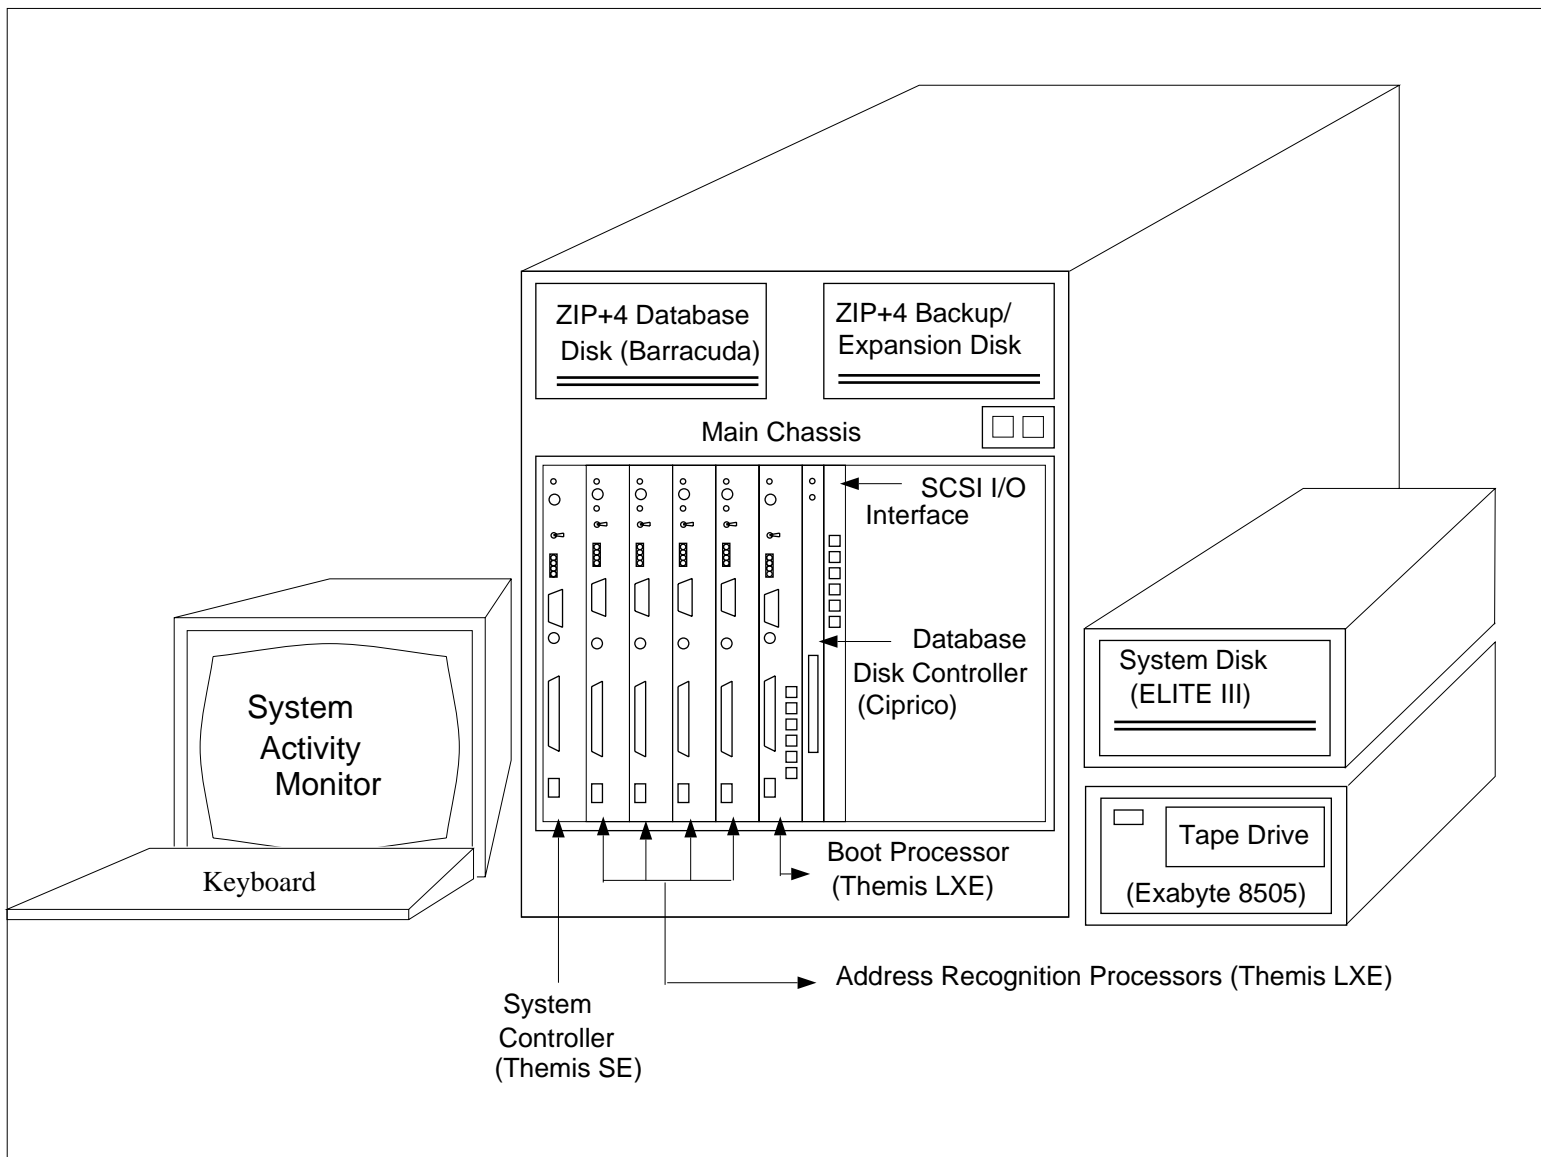 ZIP+4 Database
Disk (Barracuda)
ZIP+4 Backup/
Expansion Disk
Main Chassis
SCSI I/O
Interface
Database
Disk Controller
(Ciprico)
System
Activity
Monitor
Keyboard
System Disk
(ELITE III)
Tape Drive
(Exabyte 8505)
Boot Processor
(Themis LXE)
Address Recognition Processors (Themis LXE)
System
Controller
(Themis SE)